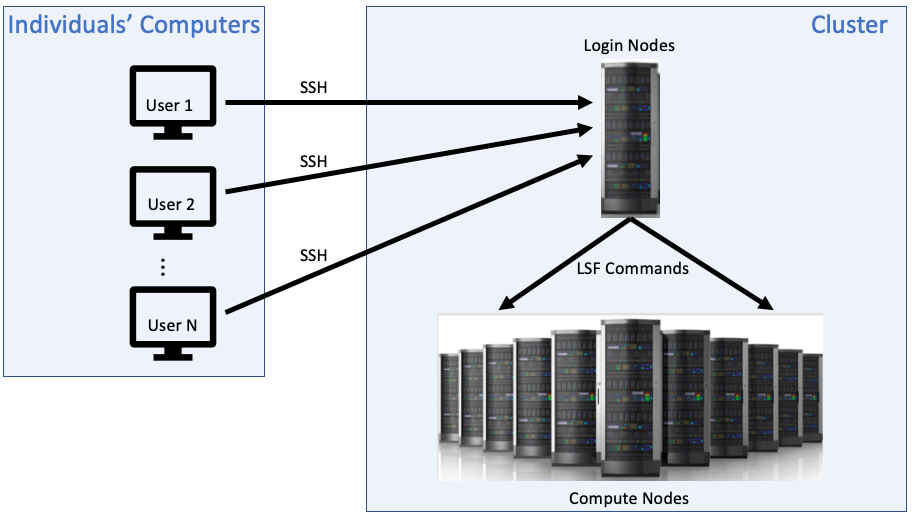 Individuals’ Computers
User 1
User 2
⋮
User N
SSH
SSH
SSH
Cluster
Login Nodes
LSF Commands
Compute Nodes